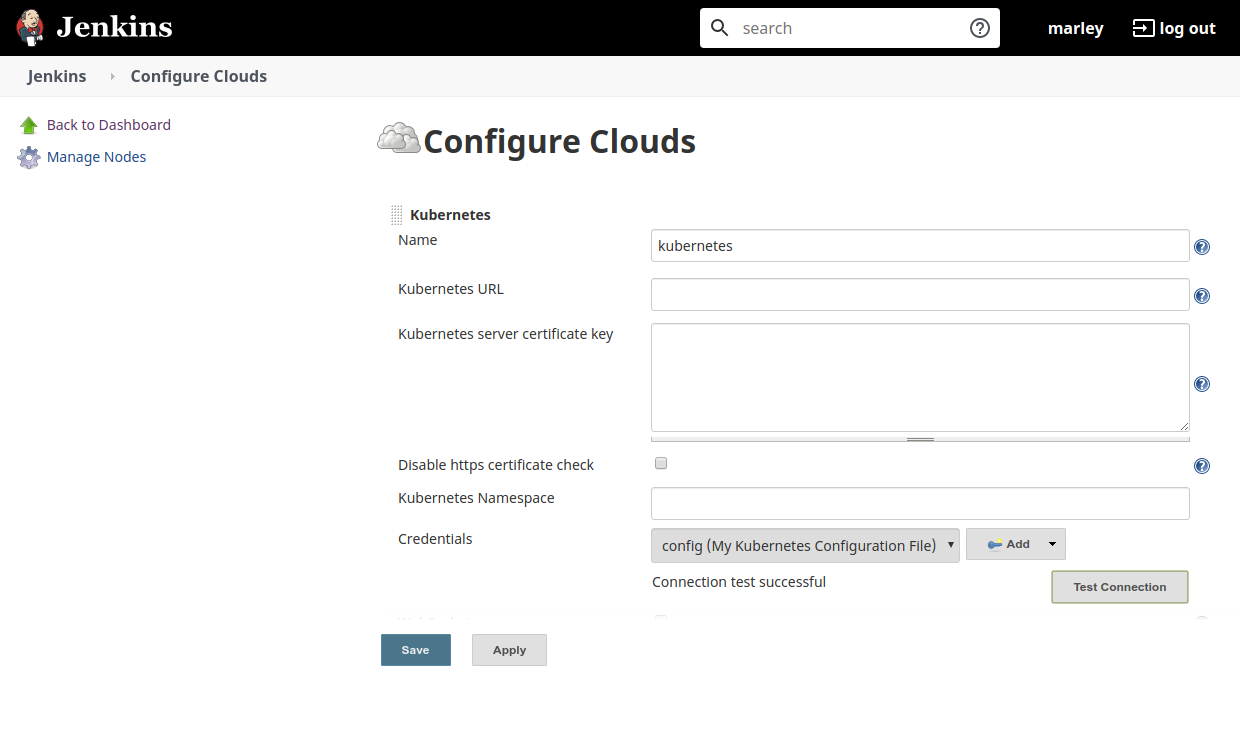 Jenkins
search
marley
log out
Jenkins
Configure Clouds
Back to Dashboard
Manage Nodes
Configure Clouds
Kubernetes
Name
kubernetes
Kubernetes URL
Kubernetes server certificate key
Disable https certificate check
Kubernetes Namespace
Credentials
config (My Kubernetes Configuration File)
Add
Connection test successful
Test Connection
Save
Apply